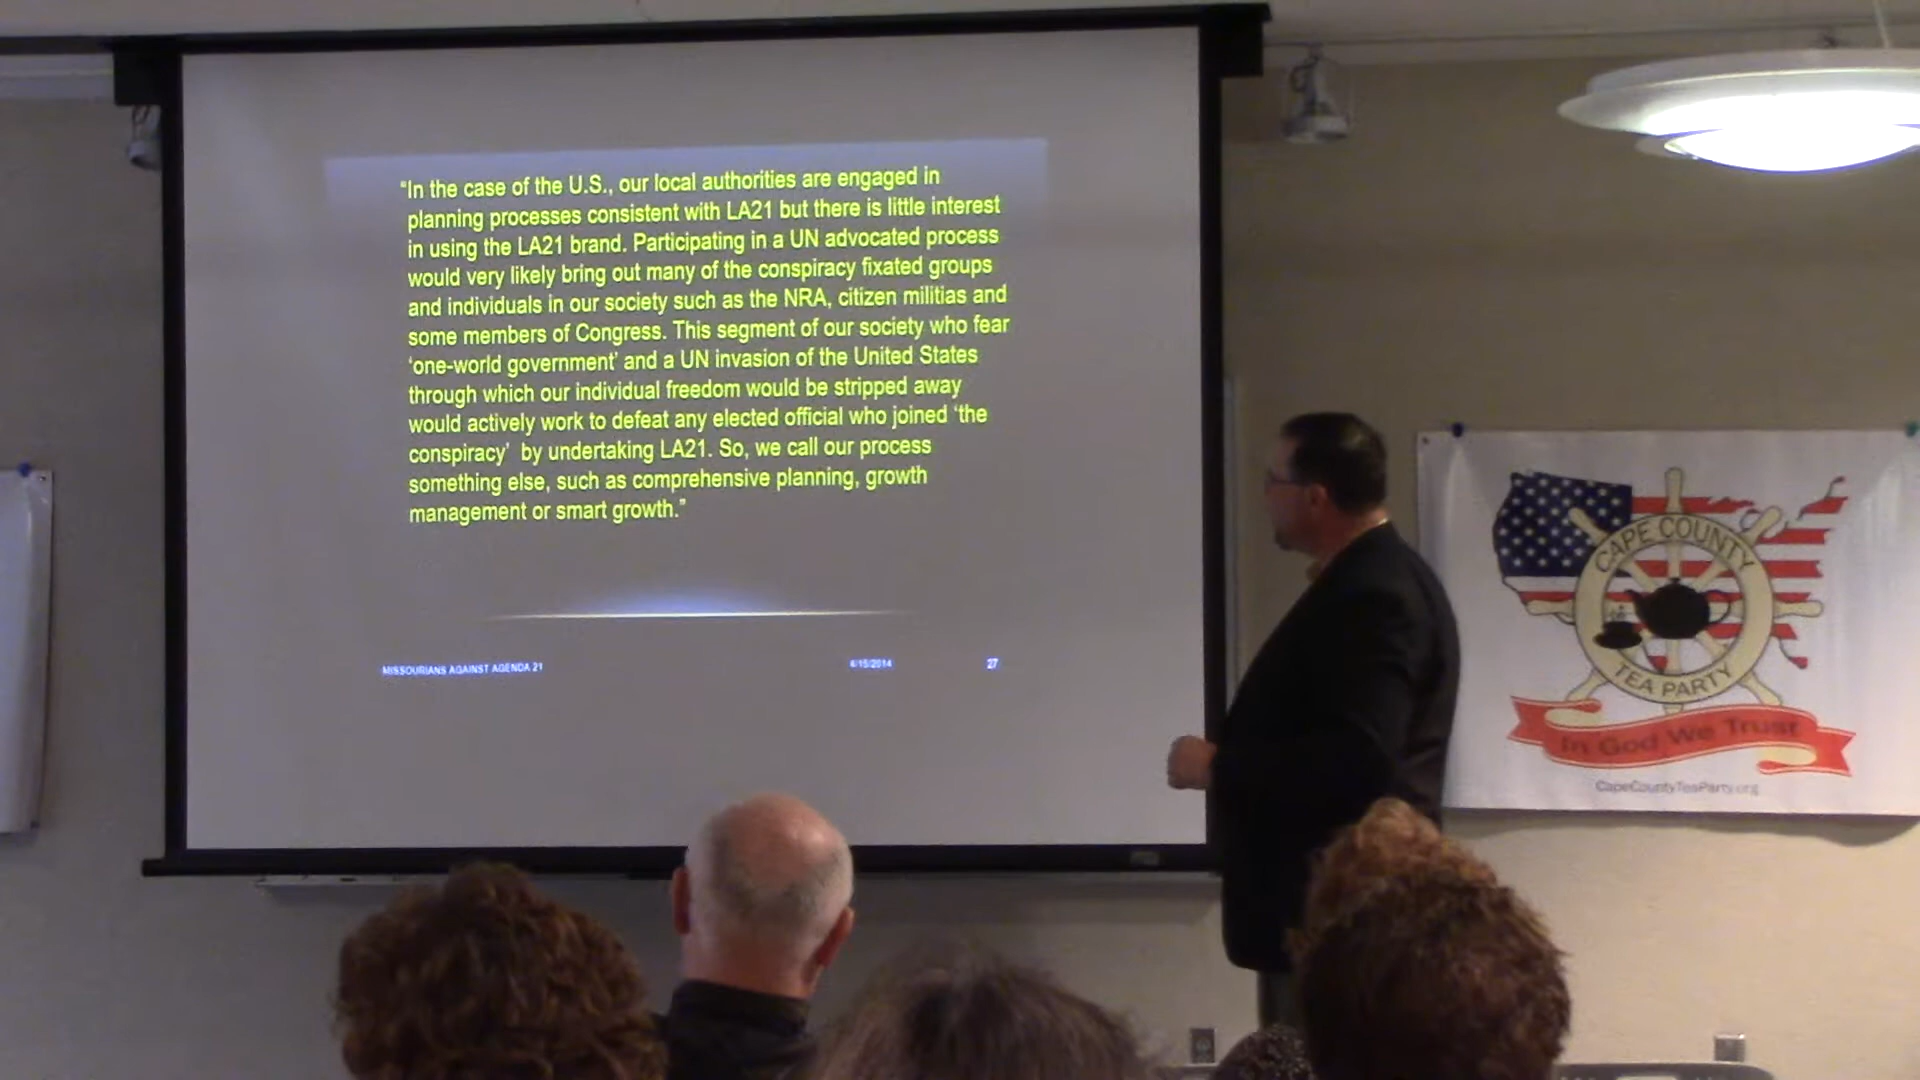 “In the case of the U.S., our local authorities are engaged in
planning processes consistent with LA21 but there is little interest
in using the LA21 brand. Participating in a UN advocated process
would very likely bring out many of the conspiracy fixated groups
and individuals in our society such as the NRA, citizen militias and
some members of Congress. This segment of our society who fear
‘one-world government’ and a UN invasion of the United States
through which our individual freedom would be stripped away
would actively work to defeat any elected official who joined ‘the
conspiracy’ by undertaking LA21. So, we call our process
something else, such as comprehensive planning, growth
management or smart growth.”
MISSOURIANS AGAINST AGENDA 21
4/15/2014
27
CAPE COUNTY
TEA PARTY
In God We Trust
CapeCountyTeaParty.org